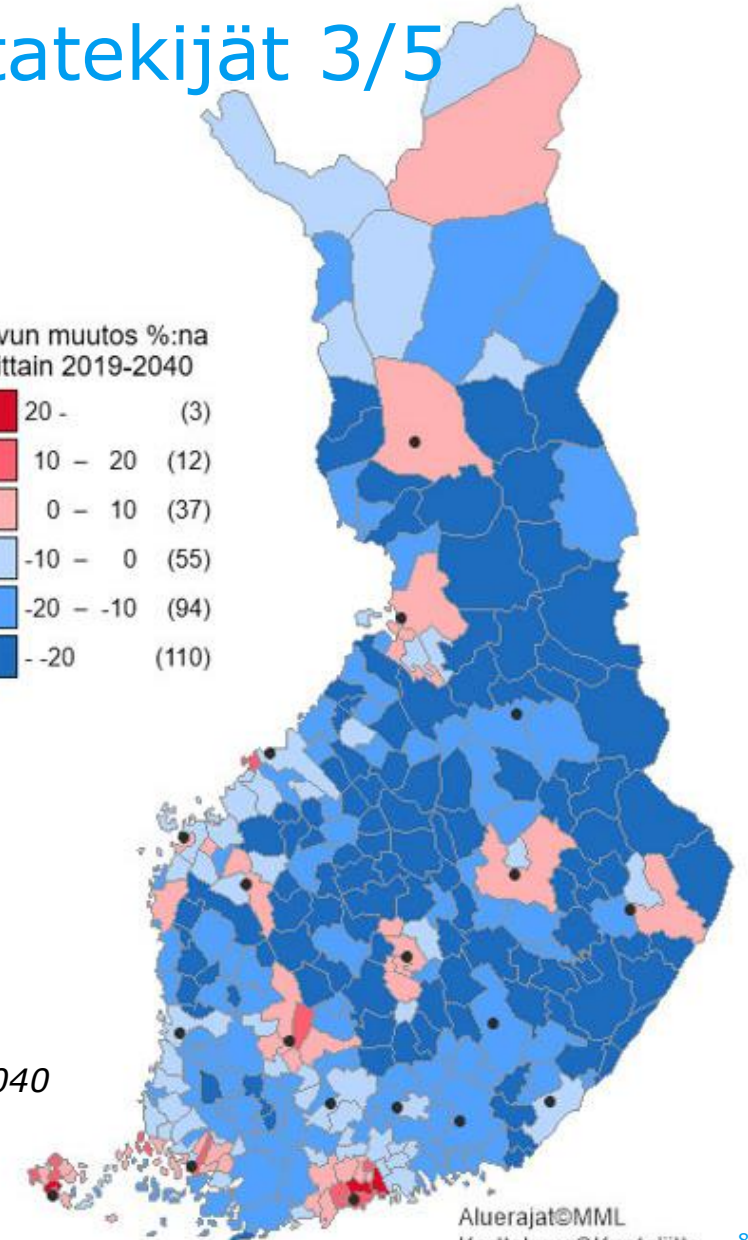 tatekijät 3/5
vun muutos %:na
ittain 2019-2040
20 - (3)
10 – 20 (12)
0 – 10 (37)
-10 – 0 (55)
-20 – -10 (94)
- -20 (110)
040
Aluerajat©MML
8